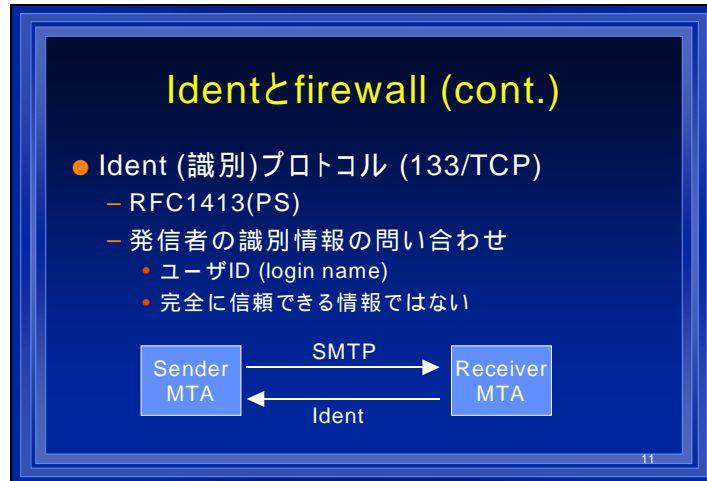 Identとfirewall (cont.)
● Ident (識別)プロトコル (133/TCP)
– RFC1413(PS)
– 発信者の識別情報の問い合わせ
• ユーザID (login name)
• 完全に信頼できる情報ではない
SMTP
Sender
MTA
Receiver
MTA
Ident
11